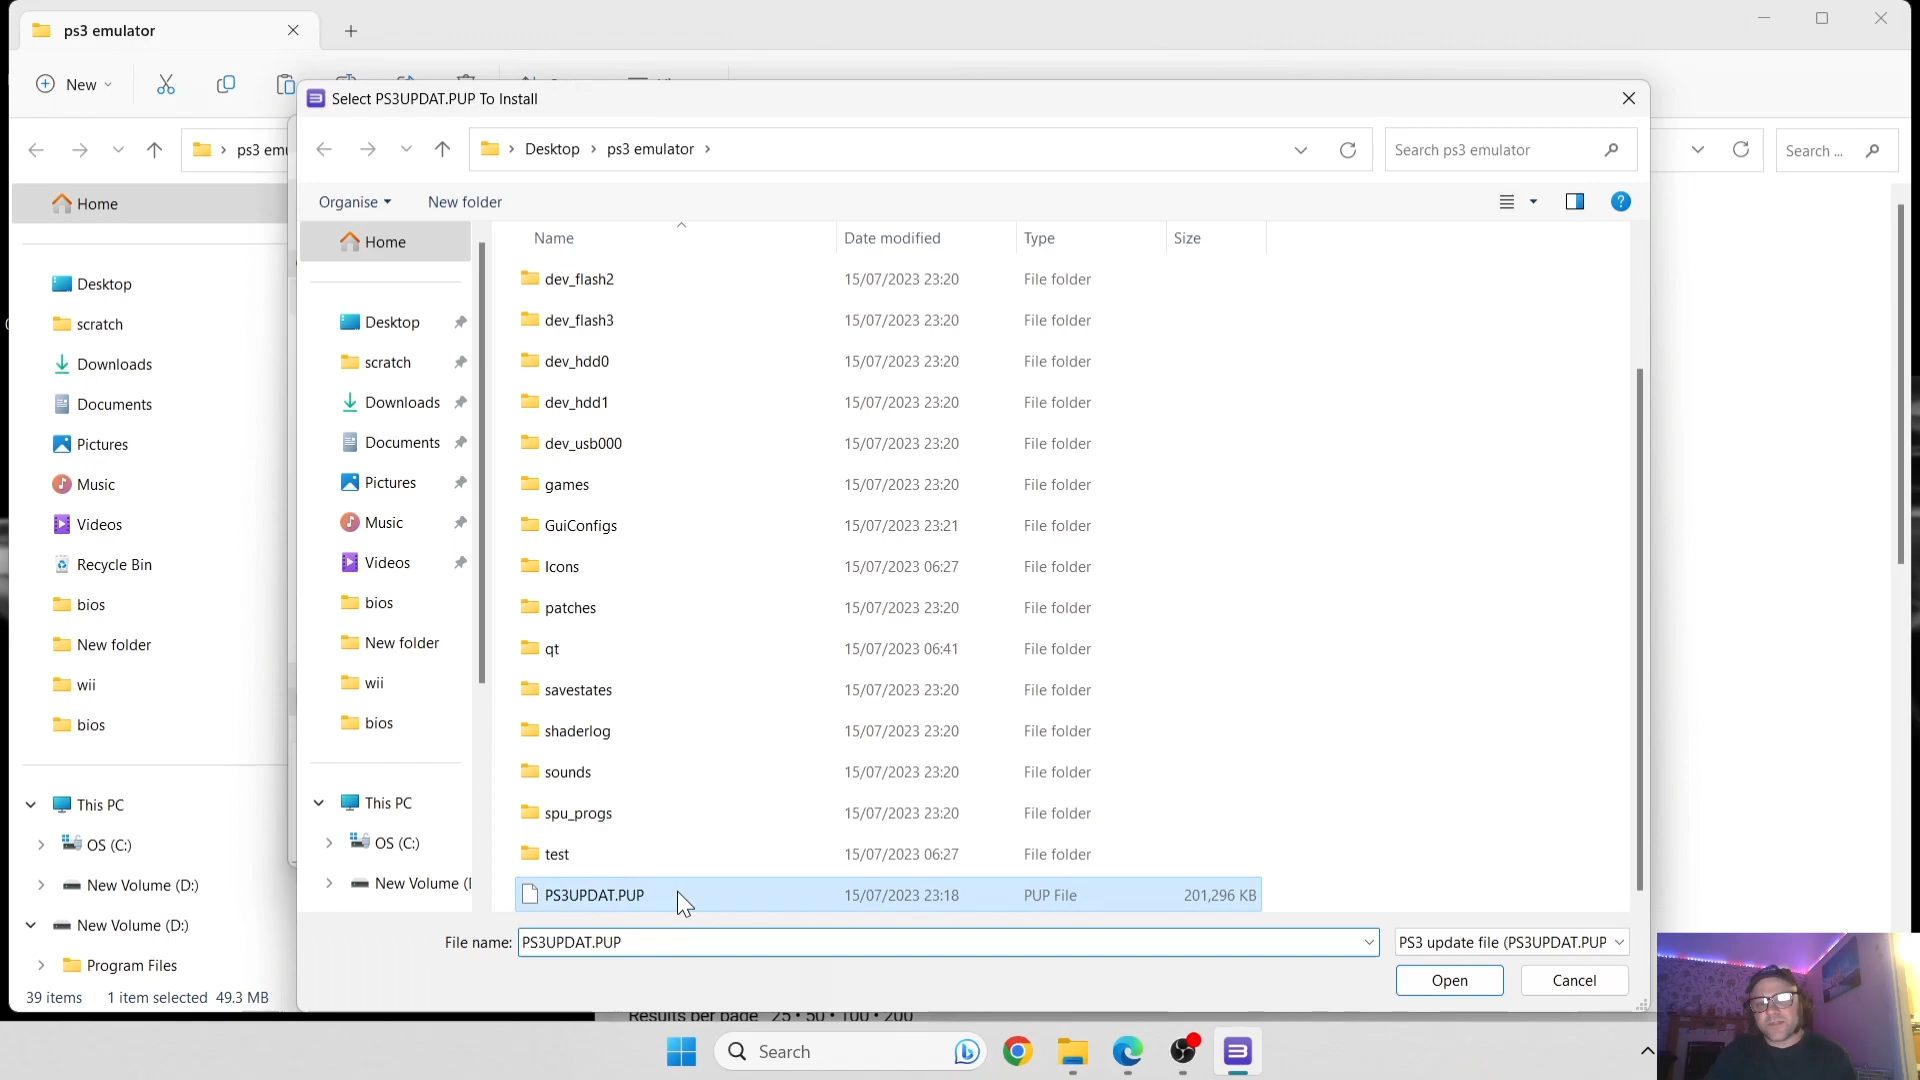 ps3 emulator
New
ps3 emu
Search ...
Home
Desktop
scratch
Downloads
Documents
Pictures
Music
Videos
Recycle Bin
bios
New folder
wii
bios
This PC
OS (C:)
New Volume (D:)
New Volume (D:)
Program Files
39 items 1 item selected 49.3 MB
Select PS3UPDAT.PUP To Install
Desktop ps3 emulator
Search ps3 emulator
Organise New folder
?
Home
Desktop
scratch
Downloads
Documents
Pictures
Music
Videos
bios
New folder
wii
bios
This PC
OS (C:)
New Volume (
Name Date modified Type Size
dev_flash2 15/07/2023 23:20 File folder
dev_flash3 15/07/2023 23:20 File folder
dev_hdd0 15/07/2023 23:20 File folder
dev_hdd1 15/07/2023 23:20 File folder
dev_usb000 15/07/2023 23:20 File folder
games 15/07/2023 23:20 File folder
GuiConfigs 15/07/2023 23:21 File folder
Icons 15/07/2023 06:27 File folder
patches 15/07/2023 23:20 File folder
qt 15/07/2023 06:41 File folder
savestates 15/07/2023 23:20 File folder
shaderlog 15/07/2023 23:20 File folder
sounds 15/07/2023 23:20 File folder
spu_progs 15/07/2023 23:20 File folder
test 15/07/2023 06:27 File folder
PS3UPDAT.PUP 15/07/2023 23:18 PUP File 201,296 KB
File name: PS3UPDAT.PUP PS3 update file (PS3UPDAT.PUP
Open Cancel
Results per page 25 • 50 • 100 • 200
Search